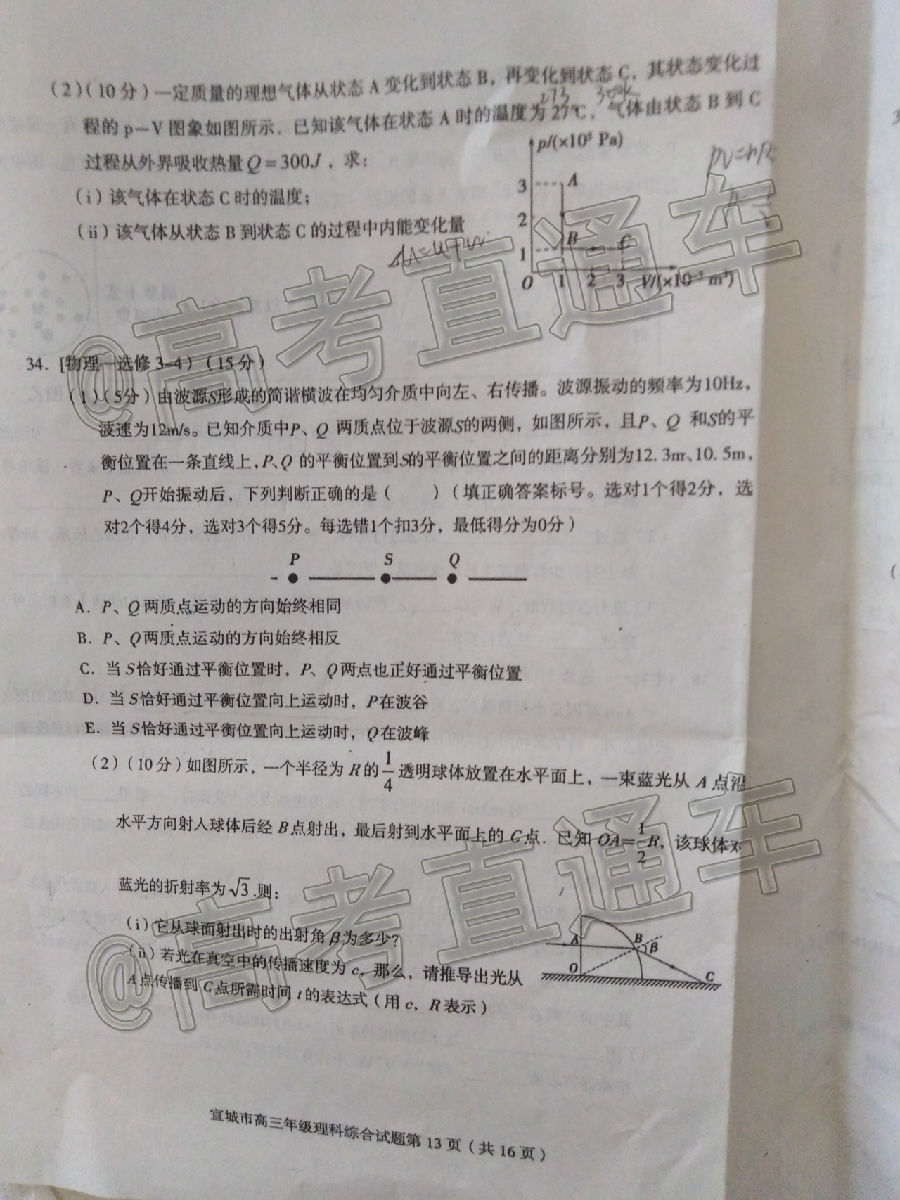 (2)(10分)一定质量的理想气体从状态A变化到状态B,再变化到状态C,其状态变化过
程的p—V图象如图所示.已知该气体在状态A时的温度为27℃,气体由状态B到C
273 300K
过程从外界吸收热量Q=300J,求:
(i)该气体在状态C时的温度;
(ii)该气体从状态B到状态C的过程中内能变化量
p/(×10⁵ Pa)
3 A
2
1 B C
O 1 2 3 V/(×10⁻³ m³)
34.[物理—选修3-4)(15分)
(1)(5分)由波源S形成的简谐横波在均匀介质中向左、右传播。波源振动的频率为10Hz,
波速为12m/s。已知介质中P、Q 两质点位于波源S的两侧,如图所示,且P、Q 和S的平
衡位置在一条直线上,P、Q 的平衡位置到S的平衡位置之间的距离分别为12.3m、10.5m,
P、Q开始振动后,下列判断正确的是( )(填正确答案标号。选对1个得2分,选
对2个得4分,选对3个得5分。每选错1个扣3分,最低得分为0分)
P S Q
A.P、Q两质点运动的方向始终相同
B.P、Q两质点运动的方向始终相反
C.当S恰好通过平衡位置时,P、Q两点也正好通过平衡位置
D.当S恰好通过平衡位置向上运动时,P在波谷
E.当S恰好通过平衡位置向上运动时,Q在波峰
(2)(10分)如图所示,一个半径为R的1/4透明球体放置在水平面上,一束蓝光从A点沿
水平方向射人球体后经B点射出,最后射到水平面上的C点.已知OA=1/2R,该球体对
蓝光的折射率为√3.则:
(i)它从球面射出时的出射角β为多少?
(ii)若光在真空中的传播速度为c,那么,请推导出光从
A点传播到C点所需时间t的表达式(用c,R表示)
A B β
O C
宣城市高三年级理科综合试题第13页(共16页)
@高考直通车
@高考直通车